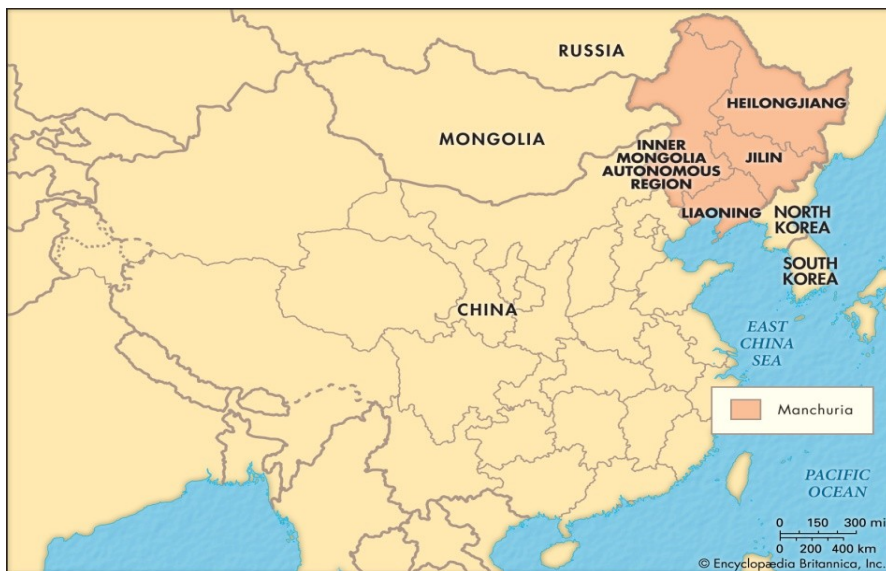 RUSSIA
HEILONGJIANG
MONGOLIA
INNER
MONGOLIA
AUTONOMOUS
REGION
JILIN
LIAONING
NORTH
KOREA
SOUTH
KOREA
CHINA
EAST
CHINA
SEA
Manchuria
PACIFIC
OCEAN
0 150 300 mi
0 200 400 km
© Encyclopædia Britannica, Inc.